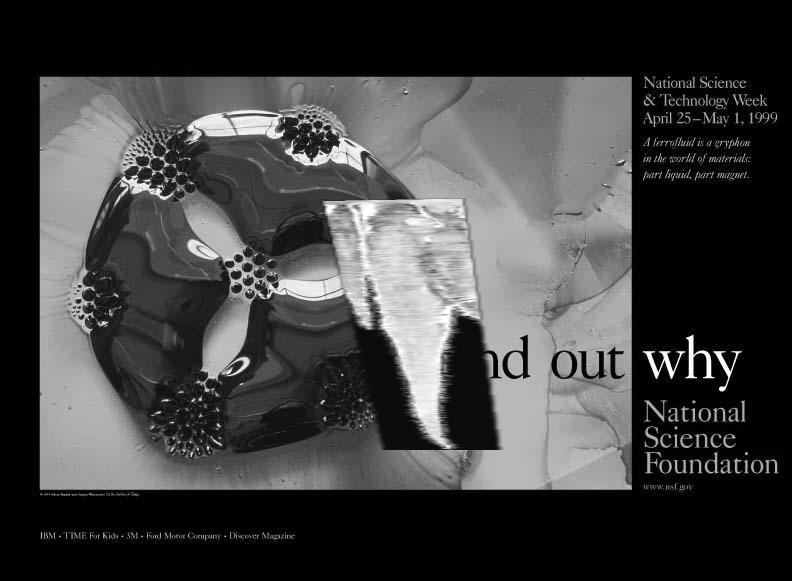 National Science
& Technology Week
April 25–May 1, 1999
A ferrofluid is a gryphon
in the world of materials:
part liquid, part magnet.
nd out why
National
Science
Foundation
www.nsf.gov
IBM • TIME For Kids • 3M • Ford Motor Company • Discover Magazine